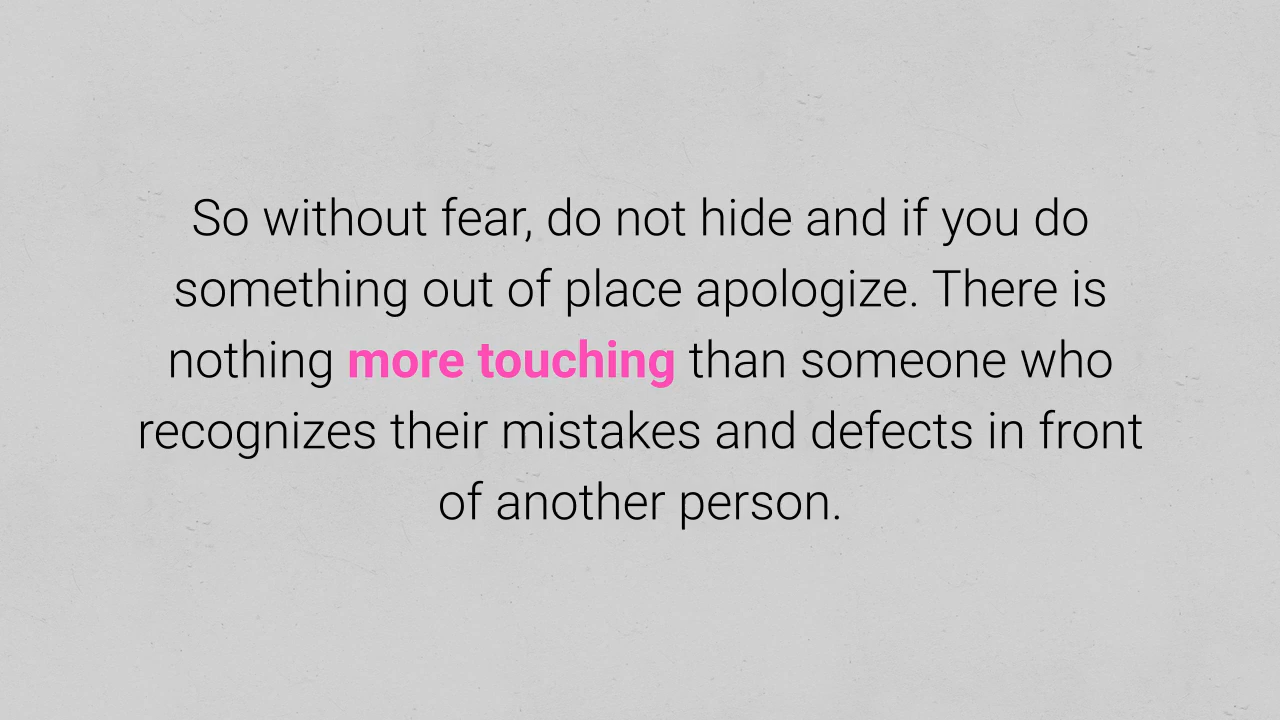 So without fear, do not hide and if you do
something out of place apologize. There is
nothing more touching than someone who
recognizes their mistakes and defects in front
of another person.